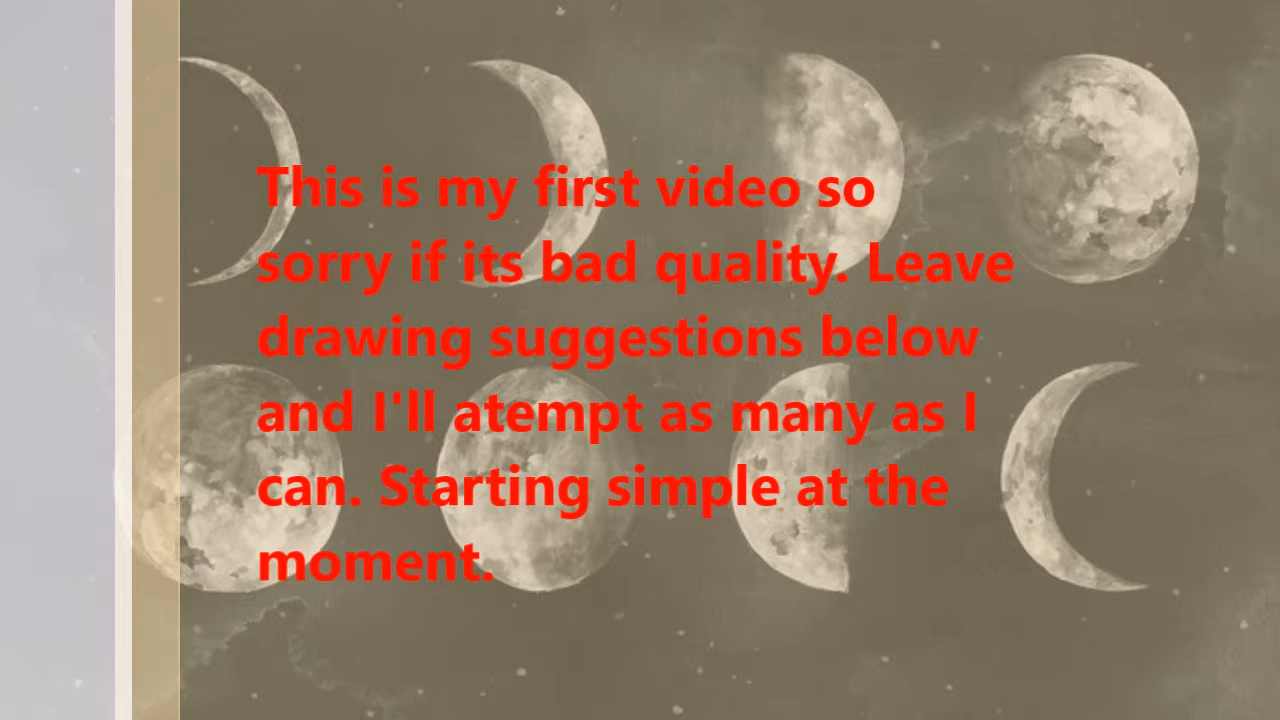 This is my first video so
sorry if its bad quality. Leave
drawing suggestions below
and I'll atempt as many as I
can. Starting simple at the
moment.